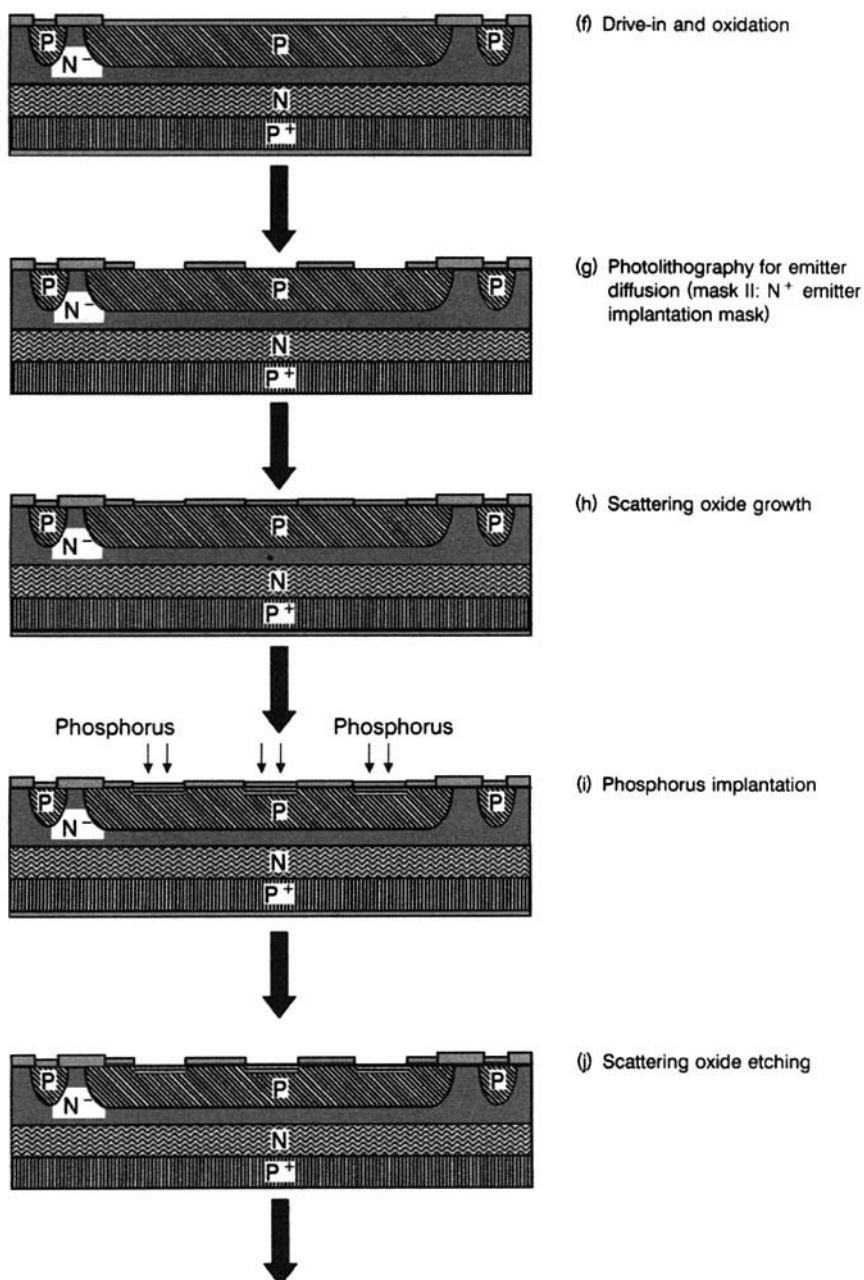 (f) Drive-in and oxidation
P P P
N⁻
N
P⁺
(g) Photolithography for emitter
diffusion (mask II: N⁺ emitter
implantation mask)
P P P
N⁻
N
P⁺
(h) Scattering oxide growth
P P P
N⁻
N
P⁺
Phosphorus Phosphorus
(i) Phosphorus implantation
P P P
N⁻
N
P⁺
(j) Scattering oxide etching
P P P
N⁻
N
P⁺